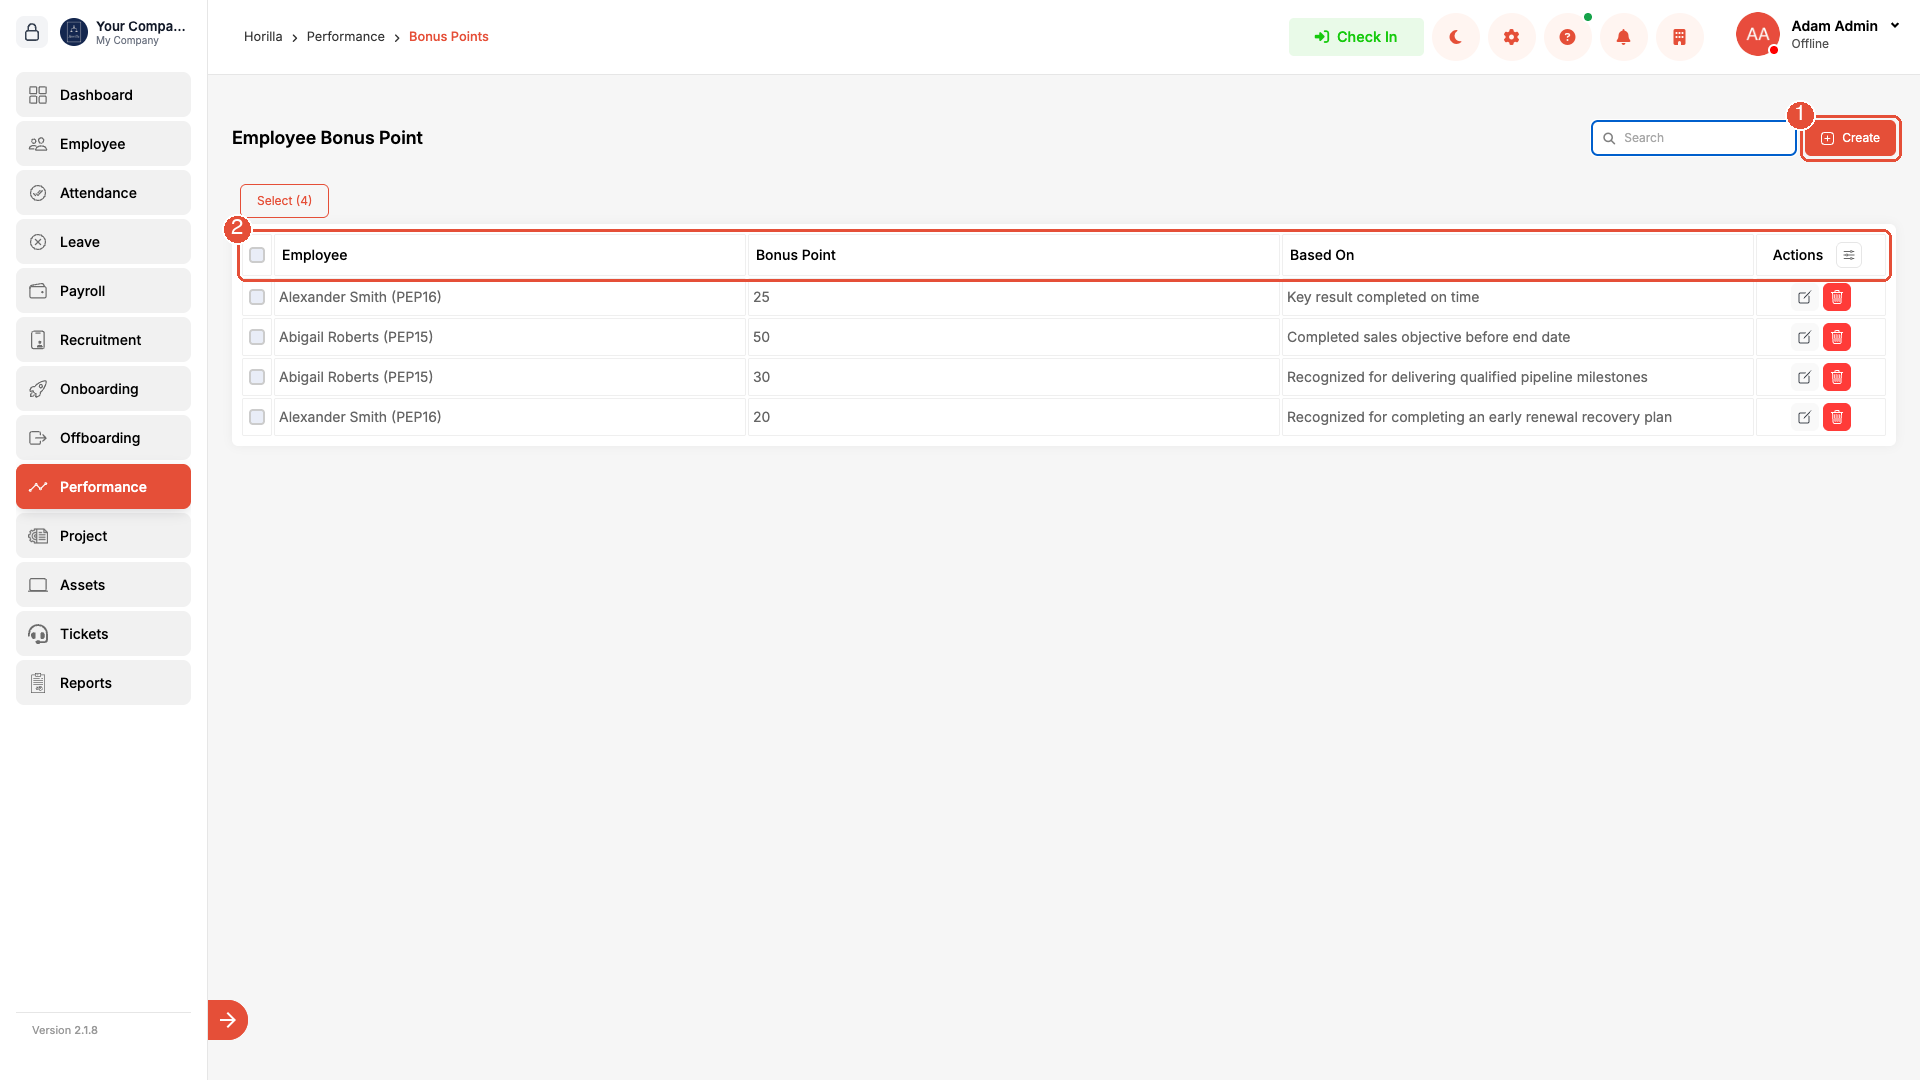 Your Compa...
My Company
Horilla > Performance > Bonus Points
Check In
AA
Adam Admin
Offline
Dashboard
Employee
Attendance
Leave
Payroll
Recruitment
Onboarding
Offboarding
Performance
Project
Assets
Tickets
Reports
Version 2.1.8
Employee Bonus Point
Search
1
Create
Select (4)
2
Employee Bonus Point Based On Actions
Alexander Smith (PEP16) 25 Key result completed on time
Abigail Roberts (PEP15) 50 Completed sales objective before end date
Abigail Roberts (PEP15) 30 Recognized for delivering qualified pipeline milestones
Alexander Smith (PEP16) 20 Recognized for completing an early renewal recovery plan